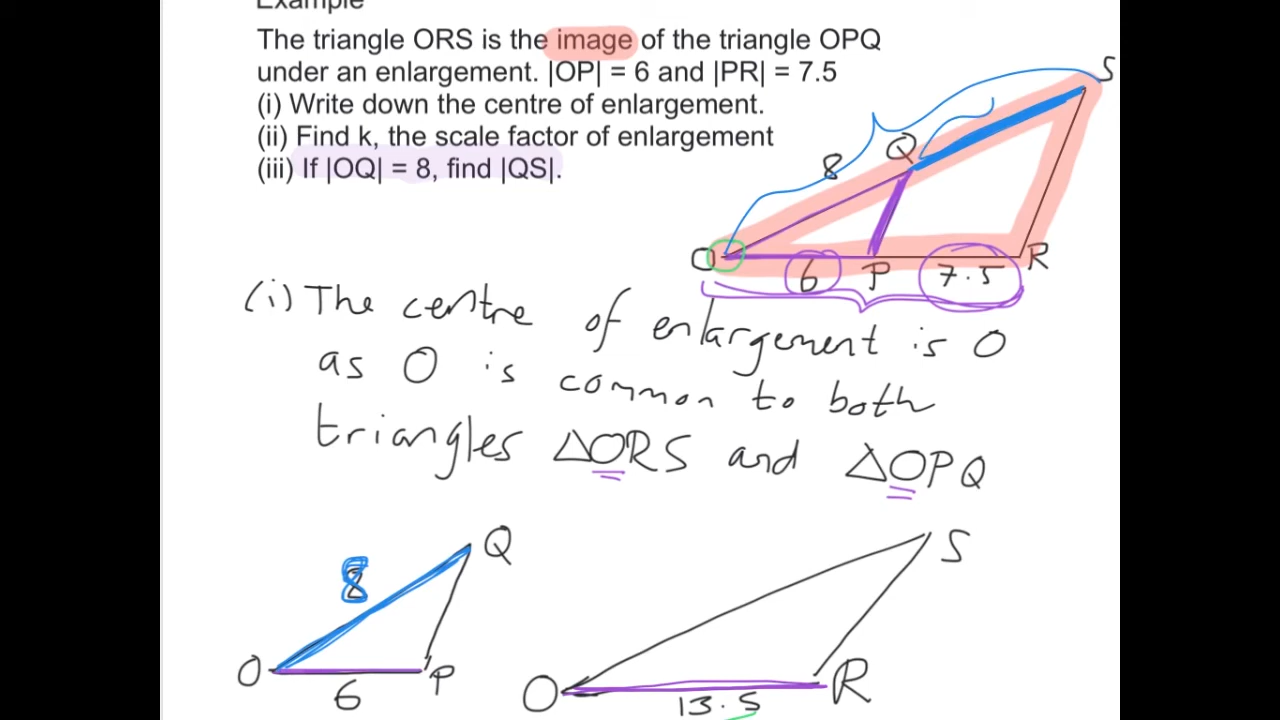 Example
The triangle ORS is the image of the triangle OPQ
under an enlargement. |OP| = 6 and |PR| = 7.5
(i) Write down the centre of enlargement.
(ii) Find k, the scale factor of enlargement
(iii) If |OQ| = 8, find |QS|.
S
Q
8
O
6
P
7.5
R
(i) The centre of enlargement is O
as O is common to both
triangles △ORS and △OPQ
Q
8
O
6
P
S
O
13.5
R